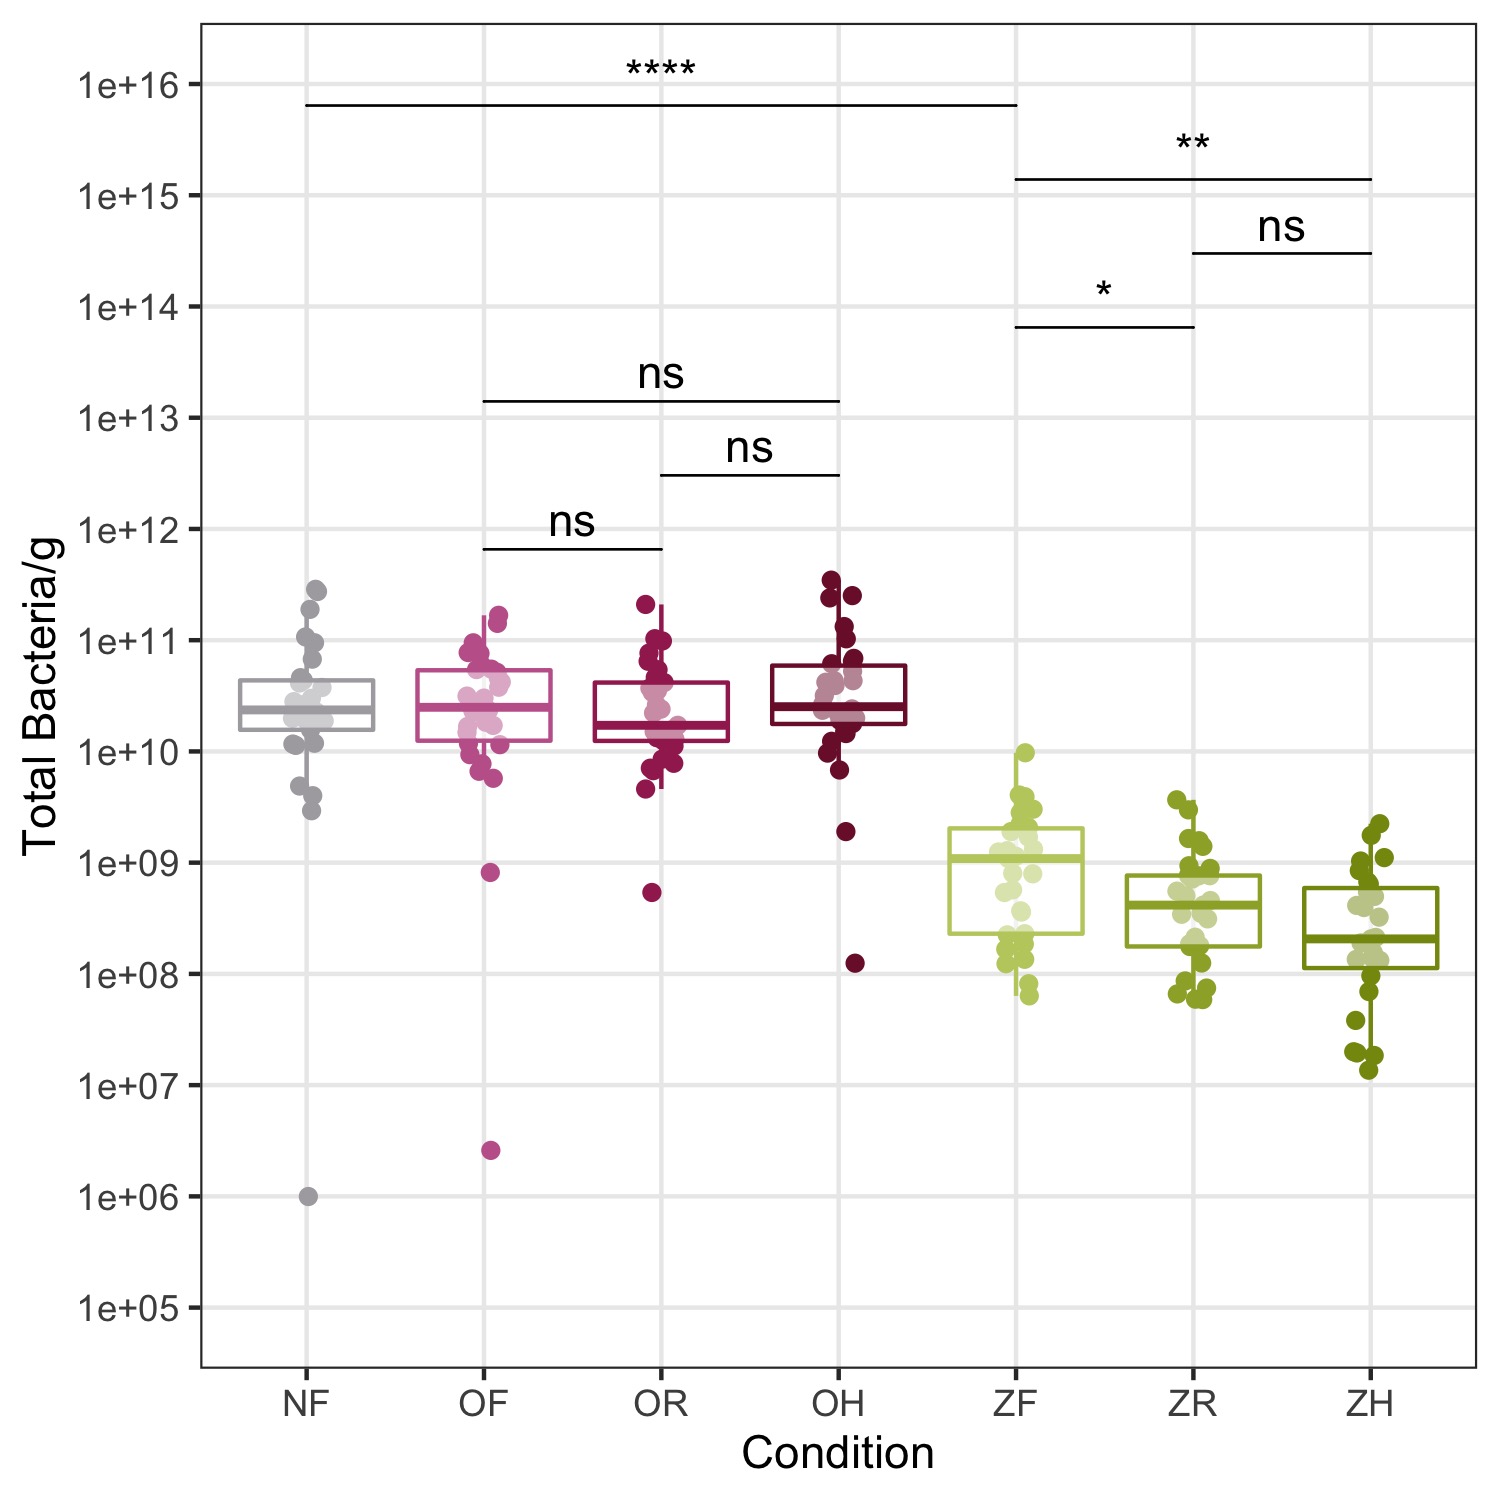 ****
1e+16
**
1e+15
ns
1e+14
*
ns
1e+13
ns
1e+12
ns
Total Bacteria/g
1e+11
1e+10
1e+09
1e+08
1e+07
1e+06
1e+05
NF OF OR OH ZF ZR ZH
Condition